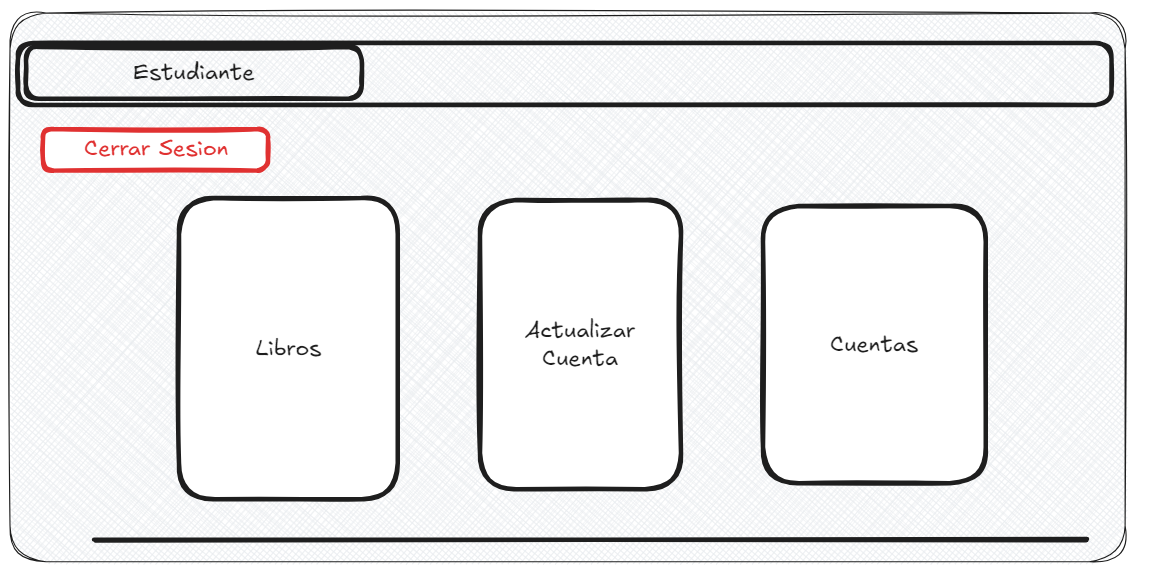 Estudiante
Cerrar Sesion
Libros
Actualizar
Cuenta
Cuentas